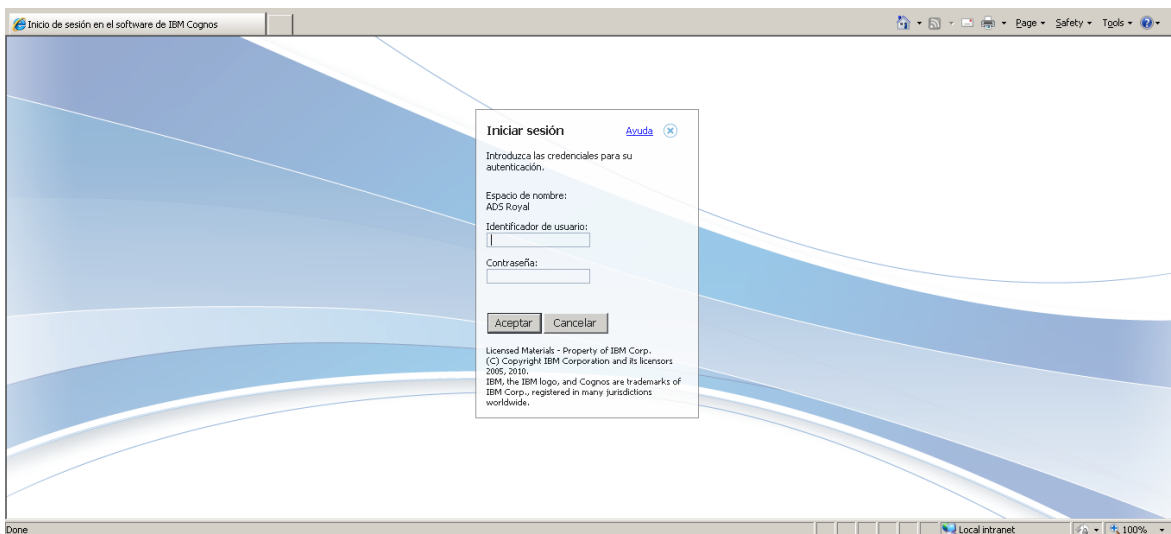 Inicio de sesión en el software de IBM Cognos
Page Safety Tools
Iniciar sesión Ayuda
Introduzca las credenciales para su
autenticación.
Espacio de nombre:
ADS Royal
Identificador de usuario:
Contraseña:
Aceptar Cancelar
Licensed Materials - Property of IBM Corp.
(C) Copyright IBM Corporation and its licensors
2005, 2010.
IBM, the IBM logo, and Cognos are trademarks of
IBM Corp., registered in many jurisdictions
worldwide.
Done Local intranet 100%